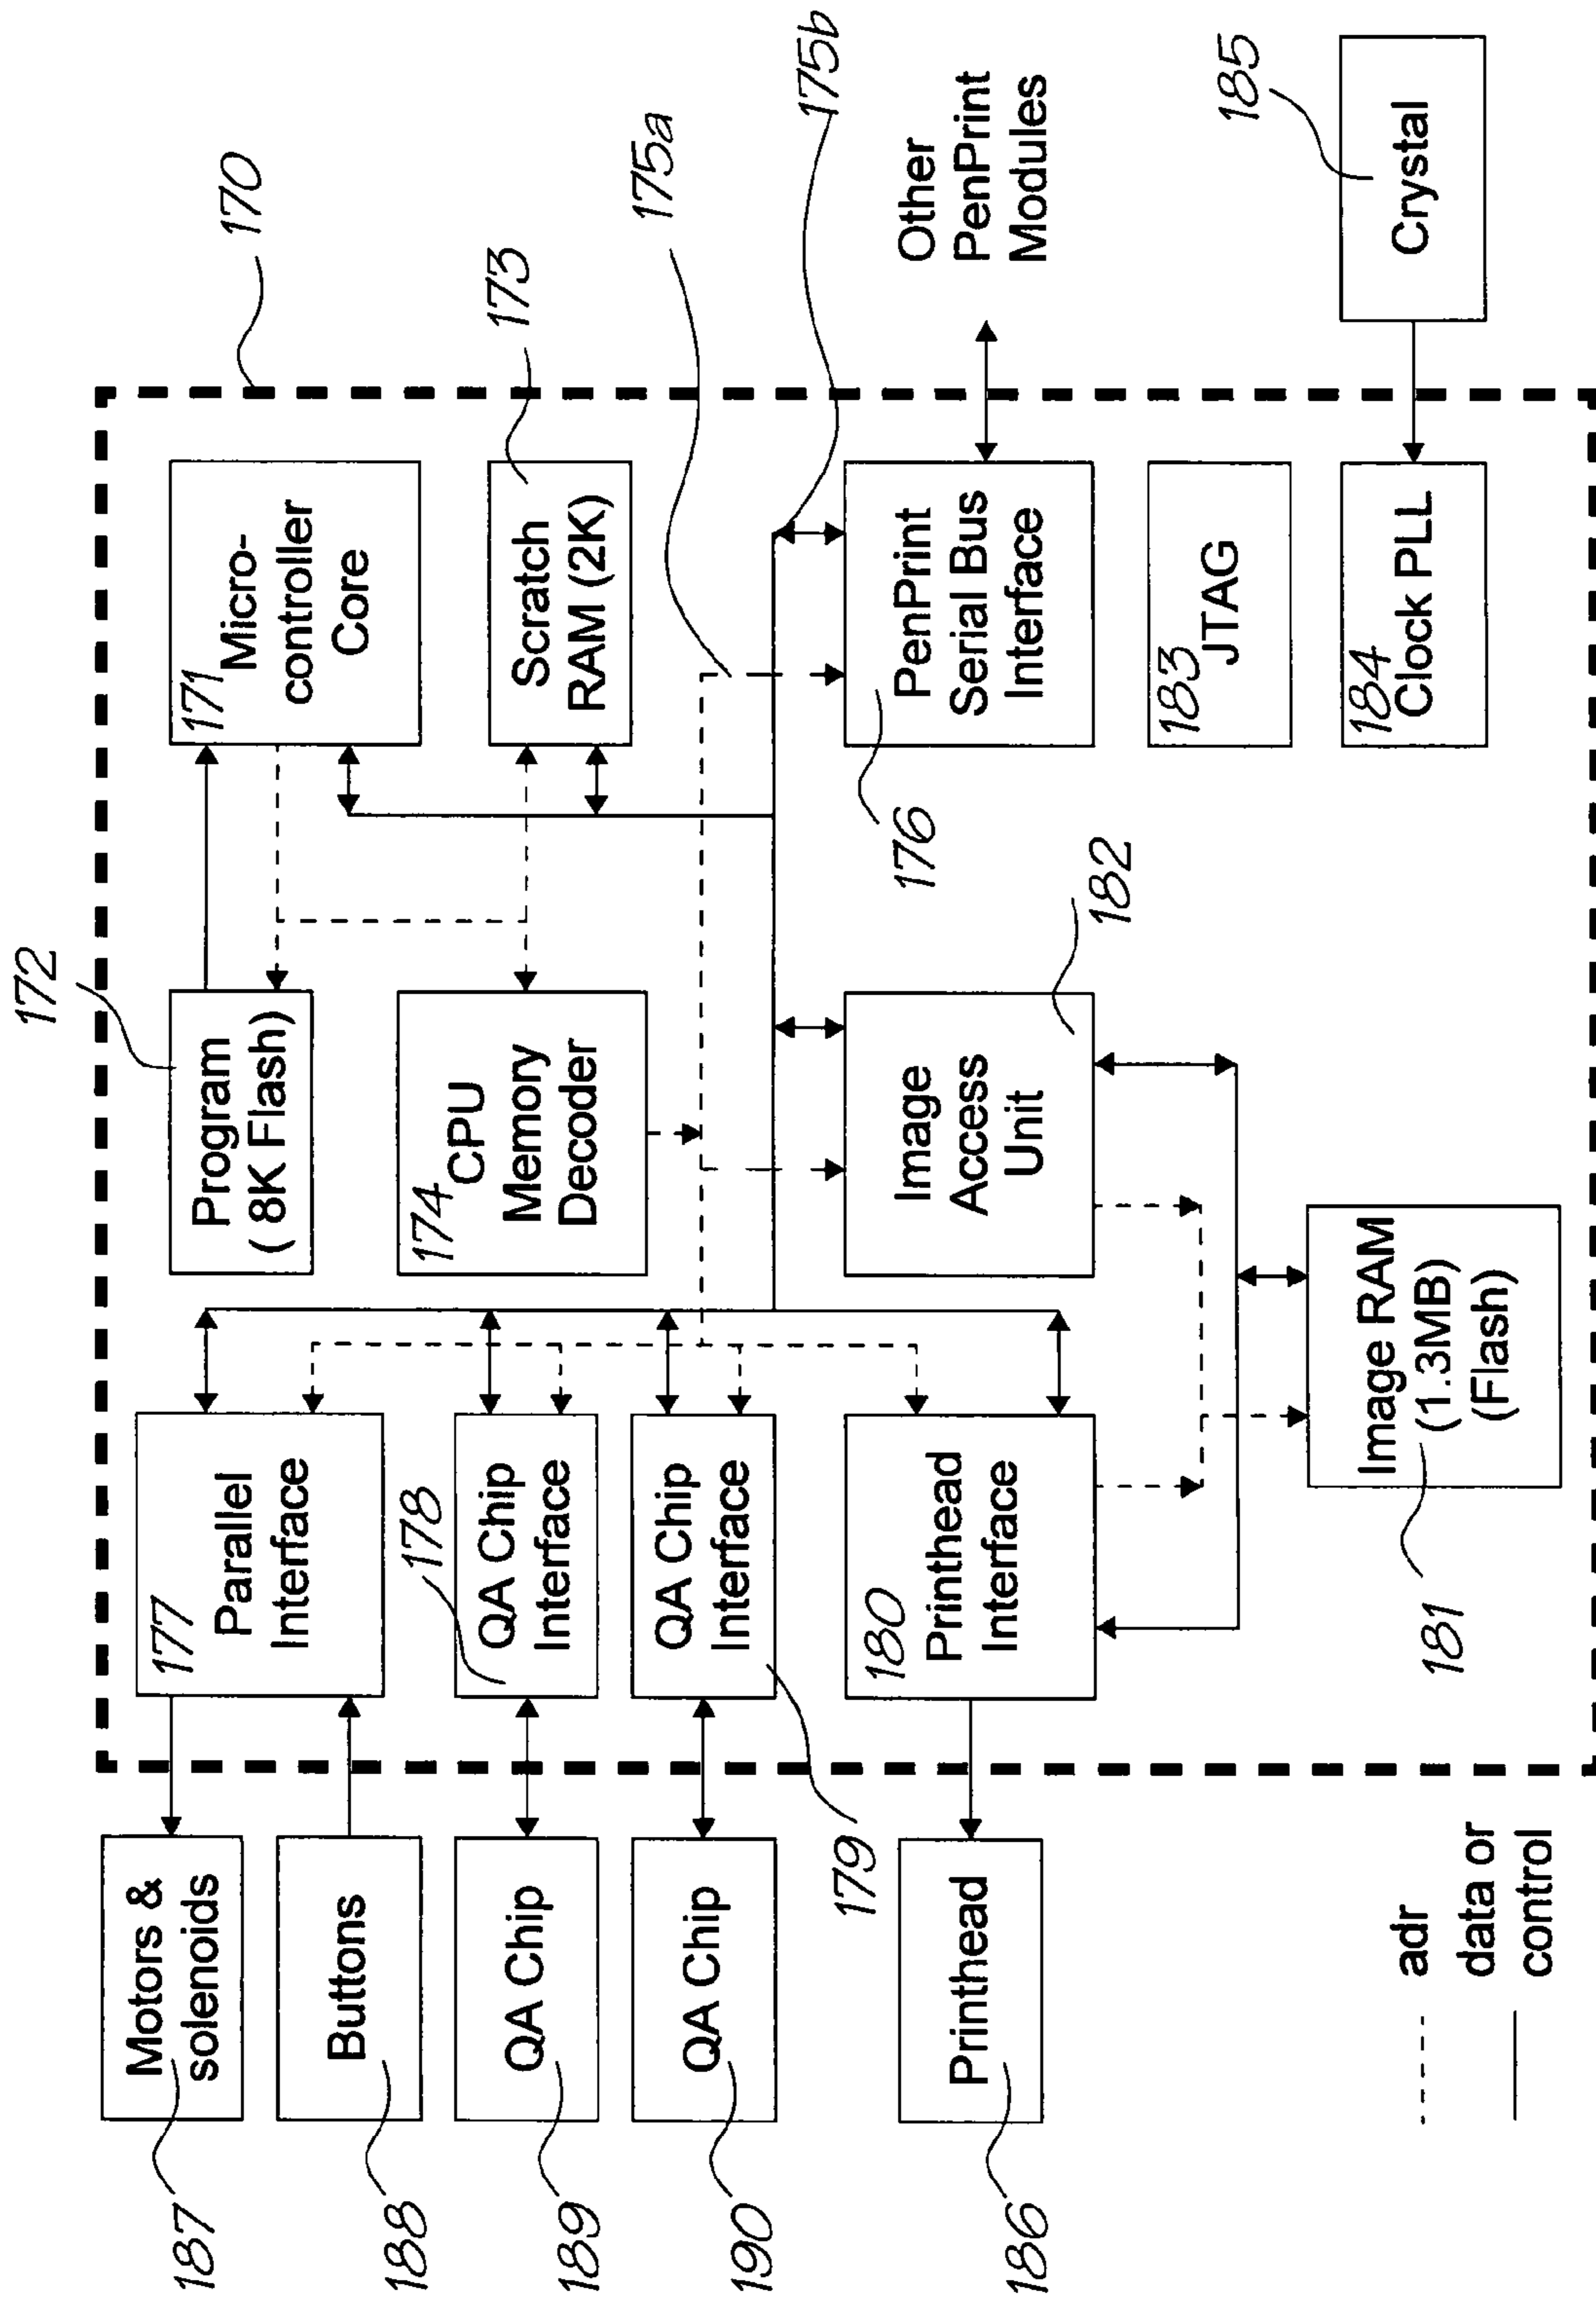 170
172
171
Micro-
controller
Core
Program
( 8K Flash)
173
Scratch
RAM (2K)
174
CPU
Memory
Decoder
175a
175b
187
Motors &
solenoids
177
Parallel
Interface
188
Buttons
178
QA Chip
Interface
189
QA Chip
QA Chip
Interface
179
190
QA Chip
176
PenPrint
Serial Bus
Interface
Other
PenPrint
Modules
182
Image
Access
Unit
180
Printhead
Interface
186
Printhead
183
JTAG
184
Clock PLL
185
Crystal
181
Image RAM
(1.3MB)
(Flash)
adr
data or
control